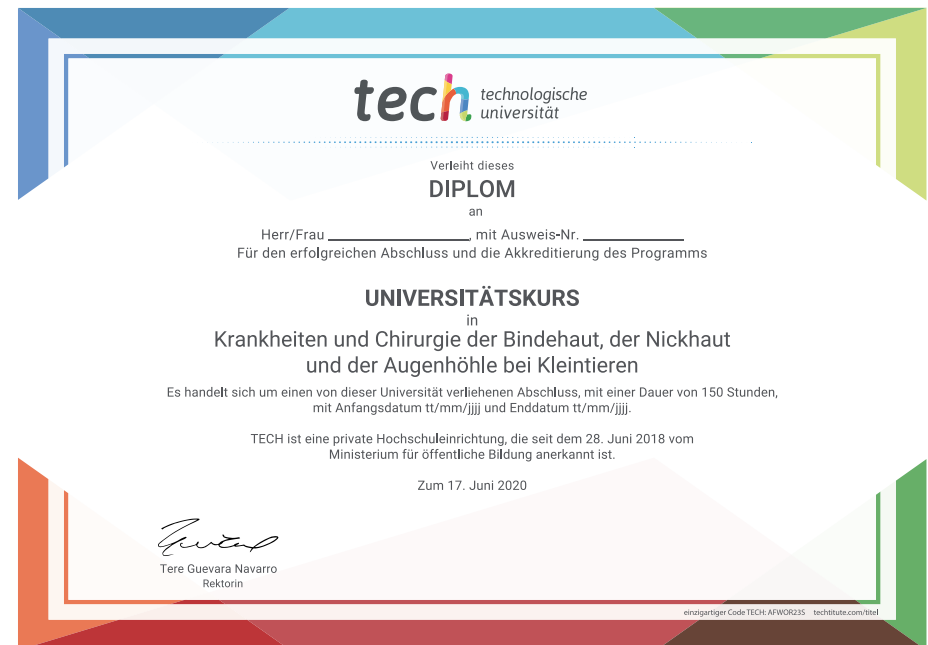 tech technologische
universität
Verleiht dieses
DIPLOM
an
Herr/Frau ____________________, mit Ausweis-Nr. ______________
Für den erfolgreichen Abschluss und die Akkreditierung des Programms
UNIVERSITÄTSKURS
in
Krankheiten und Chirurgie der Bindehaut, der Nickhaut
und der Augenhöhle bei Kleintieren
Es handelt sich um einen von dieser Universität verliehenen Abschluss, mit einer Dauer von 150 Stunden,
mit Anfangsdatum tt/mm/jjjj und Enddatum tt/mm/jjjj.
TECH ist eine private Hochschuleinrichtung, die seit dem 28. Juni 2018 vom
Ministerium für öffentliche Bildung anerkannt ist.
Zum 17. Juni 2020
Tere Guevara Navarro
Rektorin
einzigartiger Code TECH: AFWOR23S techtitute.com/titel